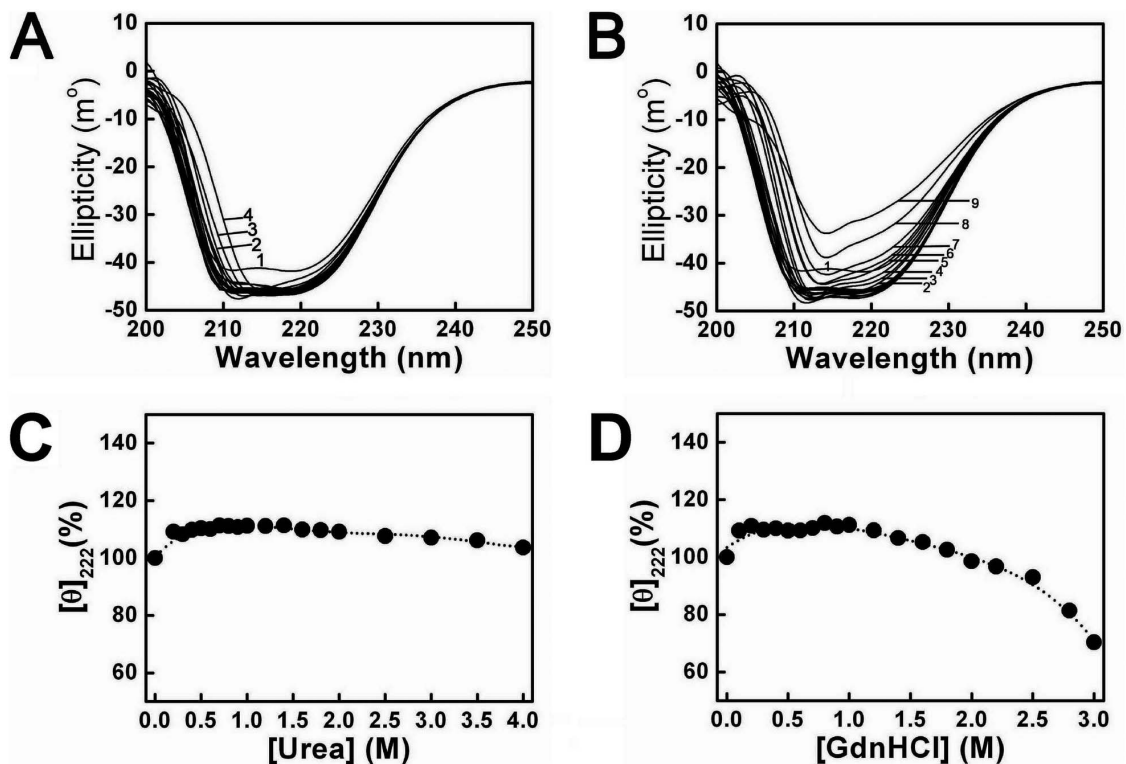 A
Ellipticity (mº)
10
0
-10
-20
-30
-40
-50
4
3
2
1
200 210 220 230 240 250
Wavelength (nm)
B
Ellipticity (mº)
10
0
-10
-20
-30
-40
-50
9
8
7
6
5
4
3
2
1
200 210 220 230 240 250
Wavelength (nm)
C
[θ]222(%)
140
120
100
80
60
0.0 0.5 1.0 1.5 2.0 2.5 3.0 3.5 4.0
[Urea] (M)
D
[θ]222(%)
140
120
100
80
60
0.0 0.5 1.0 1.5 2.0 2.5 3.0
[GdnHCl] (M)